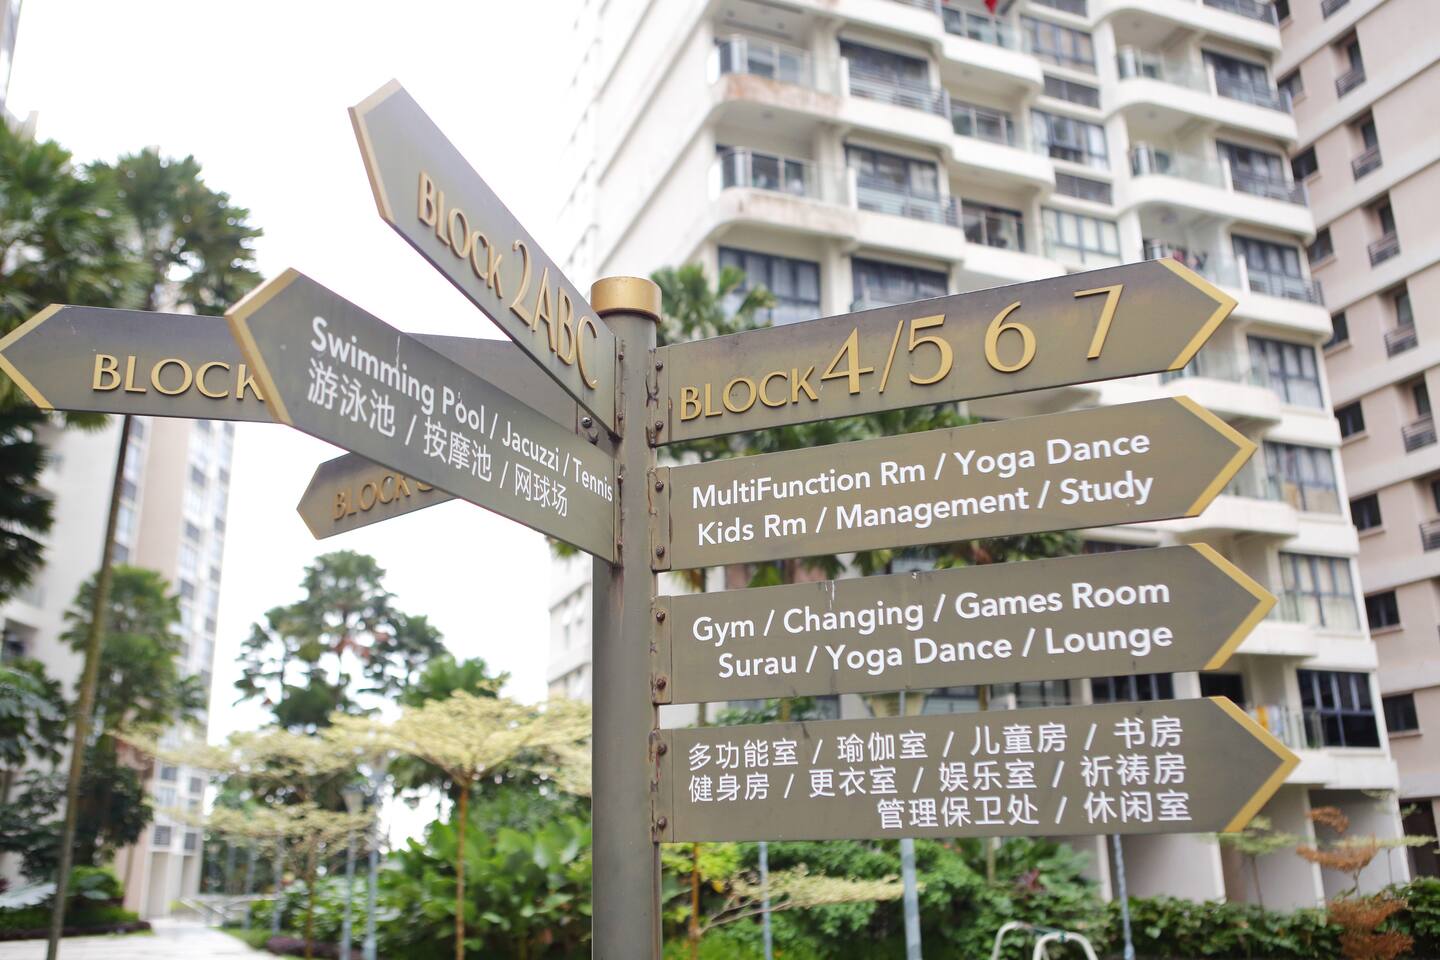 BLOCK 2ABC
BLOCK
Swimming Pool / Jacuzzi / Tennis
游泳池 / 按摩池 / 网球场
BLOCK
BLOCK 4/5 6 7
MultiFunction Rm / Yoga Dance
Kids Rm / Management / Study
Gym / Changing / Games Room
Surau / Yoga Dance / Lounge
多功能室 / 瑜伽室 / 儿童房 / 书房
健身房 / 更衣室 / 娱乐室 / 祈祷房
管理保卫处 / 休闲室